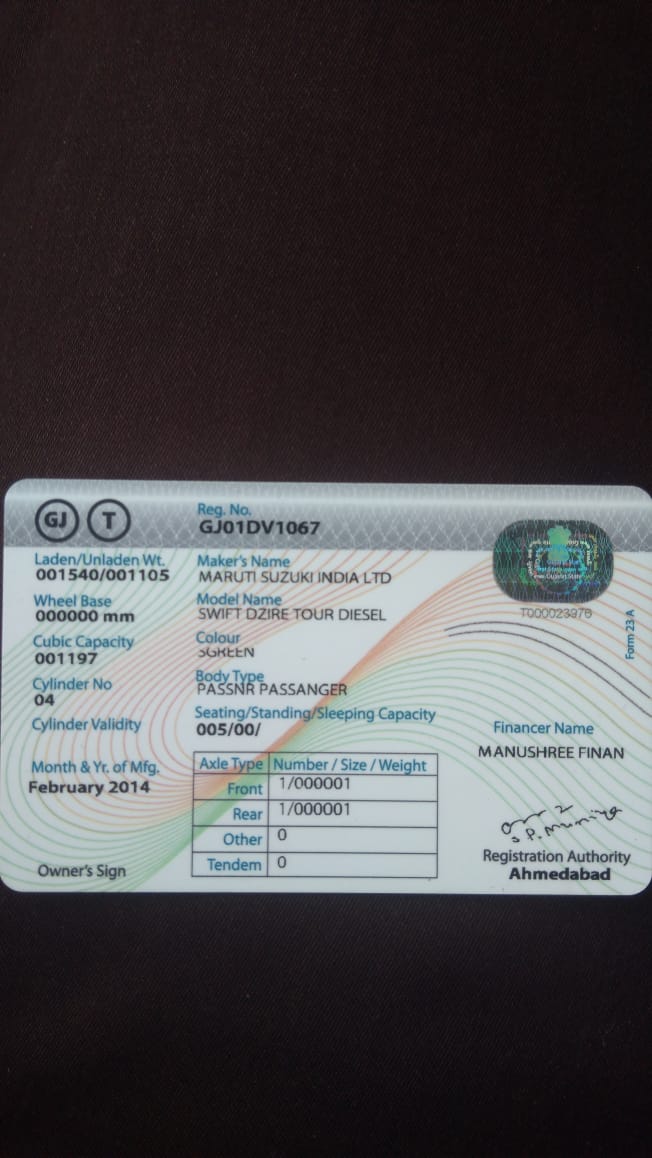 GJ T
Reg. No.
GJ01DV1067
Laden/Unladen Wt.
001540/001105
Wheel Base
000000 mm
Cubic Capacity
001197
Cylinder No
04
Cylinder Validity
Month & Yr. of Mfg.
February 2014
Owner's Sign
Maker's Name
MARUTI SUZUKI INDIA LTD
Model Name
SWIFT DZIRE TOUR DIESEL
Colour
SGREEN
Body Type
PASSNR PASSANGER
Seating/Standing/Sleeping Capacity
005/00/
Axle Type Number / Size / Weight
Front 1/000001
Rear 1/000001
Other 0
Tendem 0
T000023976
Form 23 A
Financer Name
MANUSHREE FINAN
Registration Authority
Ahmedabad